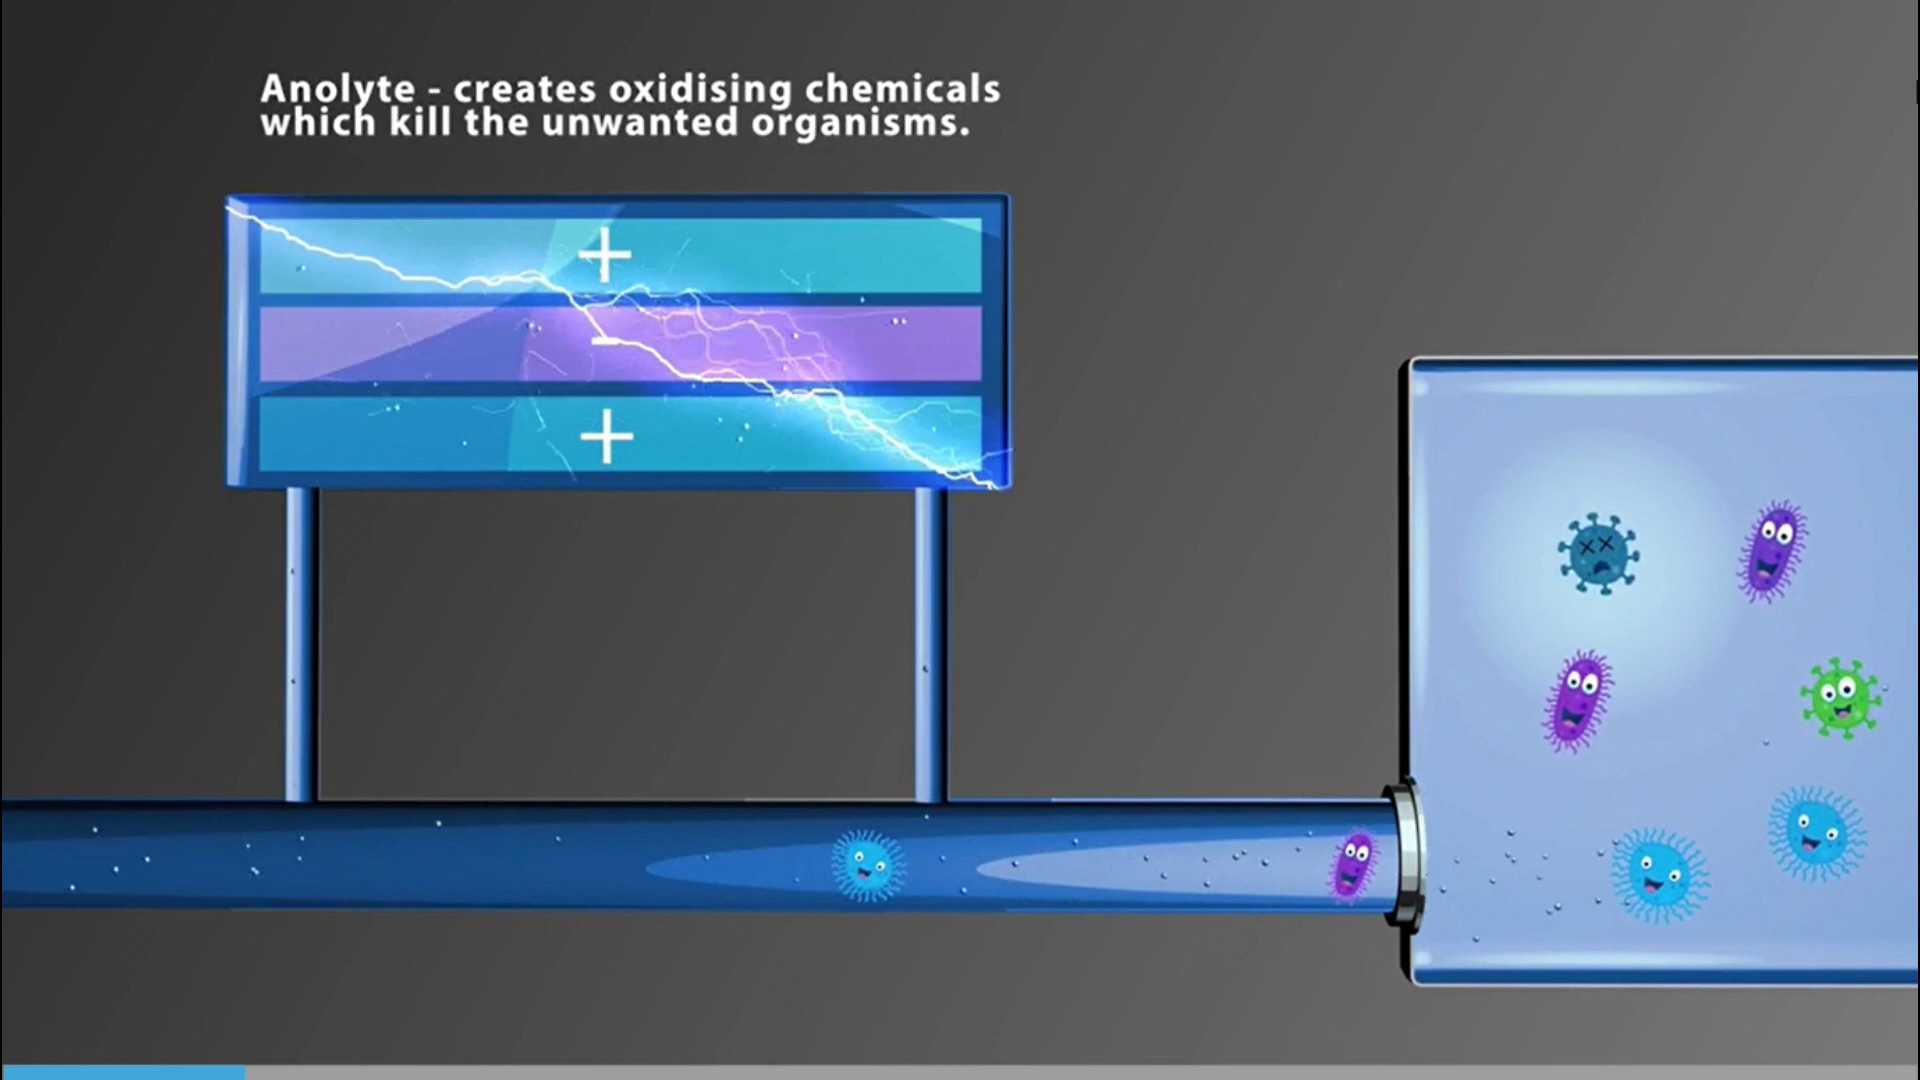 Anolyte - creates oxidising chemicals
which kill the unwanted organisms.
+
-
+